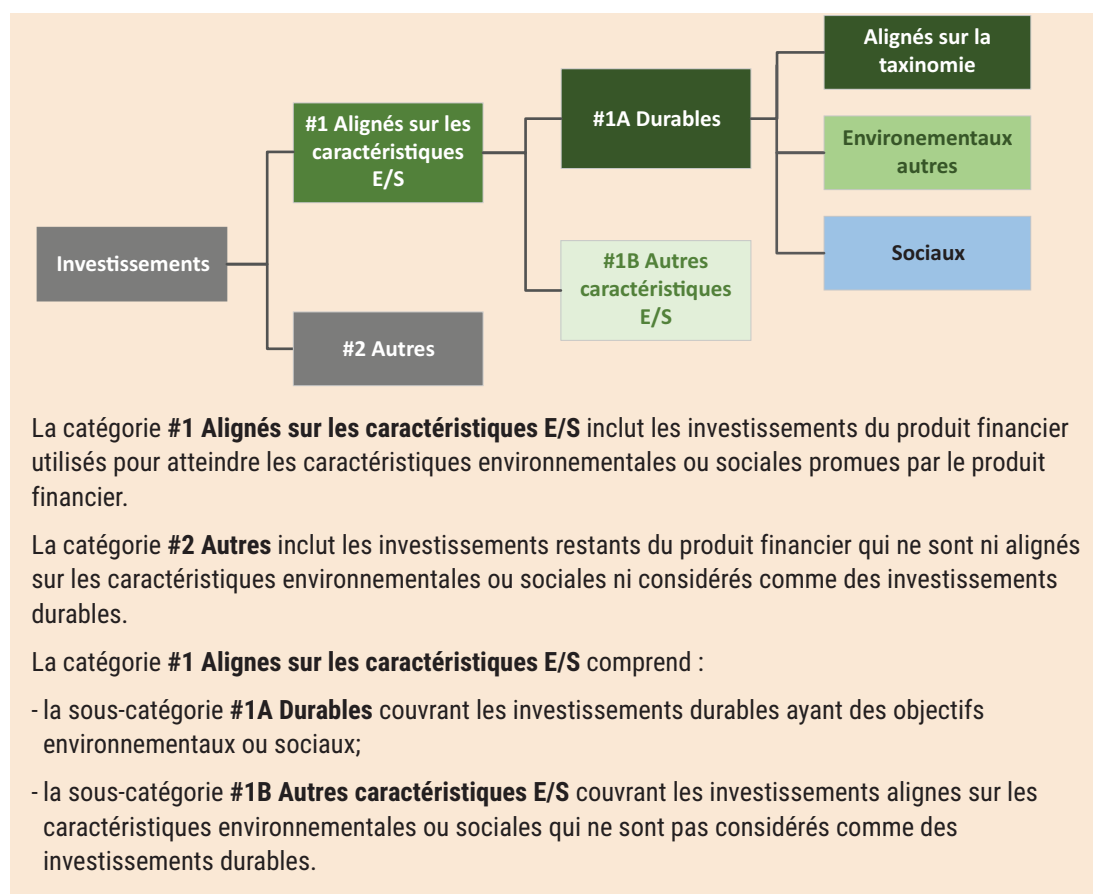 Alignés sur la
taxinomie
#1 Alignés sur les
caractéristiques
E/S
#1A Durables
Environementaux
autres
Investissements
Sociaux
#1B Autres
caractéristiques
E/S
#2 Autres
La catégorie #1 Alignés sur les caractéristiques E/S inclut les investissements du produit financier
utilisés pour atteindre les caractéristiques environnementales ou sociales promues par le produit
financier.
La catégorie #2 Autres inclut les investissements restants du produit financier qui ne sont ni alignés
sur les caractéristiques environnementales ou sociales ni considérés comme des investissements
durables.
La catégorie #1 Alignes sur les caractéristiques E/S comprend :
- la sous-catégorie #1A Durables couvrant les investissements durables ayant des objectifs
environnementaux ou sociaux;
- la sous-catégorie #1B Autres caractéristiques E/S couvrant les investissements alignes sur les
caractéristiques environnementales ou sociales qui ne sont pas considérés comme des
investissements durables.